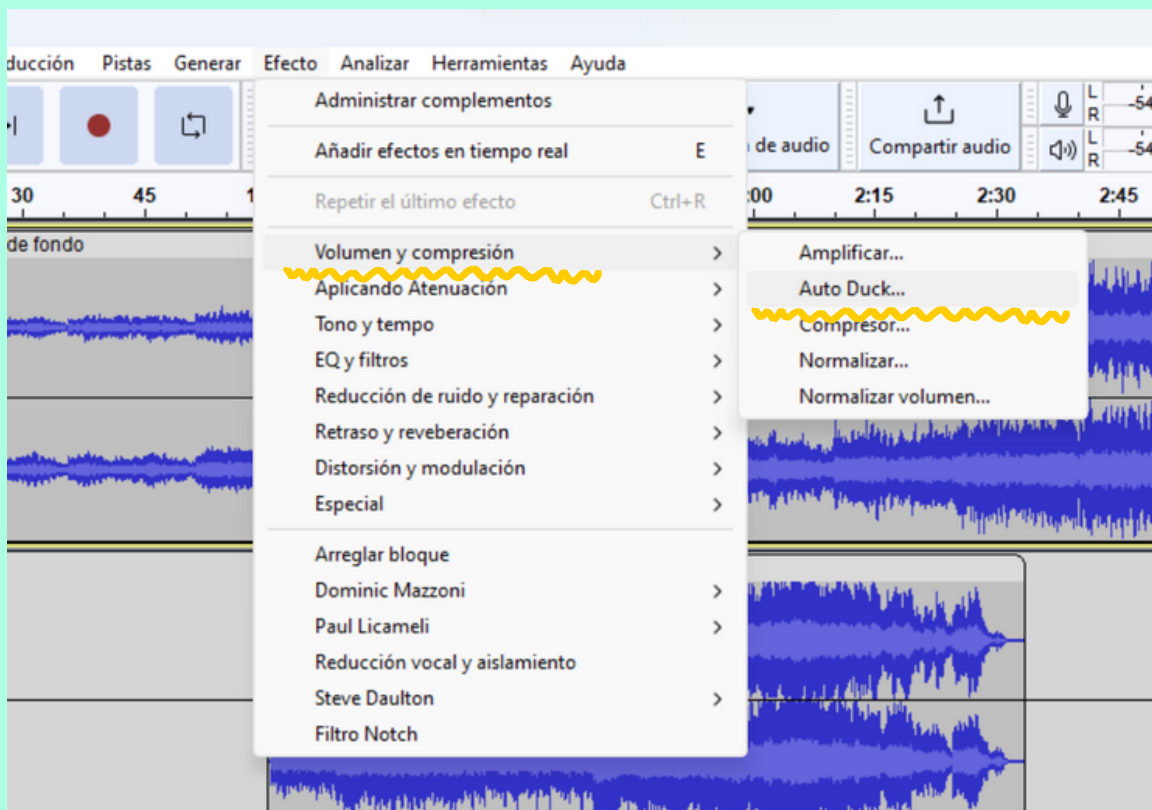 ducción Pistas Generar Efecto Analizar Herramientas Ayuda
Administrar complementos
Añadir efectos en tiempo real E
Repetir el último efecto Ctrl+R
Volumen y compresión
Aplicando Atenuación
Tono y tempo
EQ y filtros
Reducción de ruido y reparación
Retraso y reveberación
Distorsión y modulación
Especial
Arreglar bloque
Dominic Mazzoni
Paul Licameli
Reducción vocal y aislamiento
Steve Daulton
Filtro Notch
Amplificar...
Auto Duck...
Compresor...
Normalizar...
Normalizar volumen...
de audio
Compartir audio
L -54
R
L -54
R
30 45 1 :00 2:15 2:30 2:45
de fondo